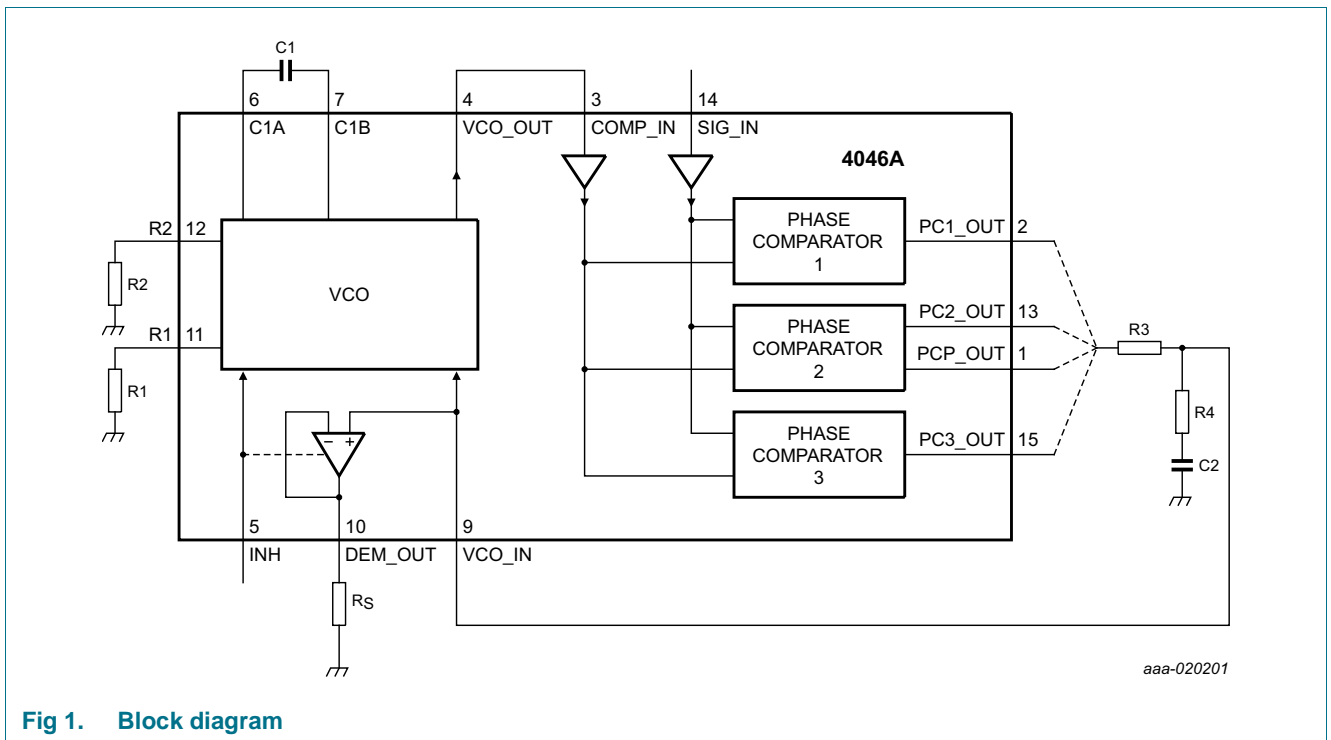 C1
6 7 4 3 14
C1A C1B VCO_OUT COMP_IN SIG_IN
4046A
R2 12
R2
R1 11
R1
VCO
PHASE
COMPARATOR
1
PC1_OUT 2
PHASE
COMPARATOR
2
PC2_OUT 13
PCP_OUT 1
PHASE
COMPARATOR
3
PC3_OUT 15
R3
R4
C2
− +
5 10 9
INH DEM_OUT VCO_IN
RS
aaa-020201
Fig 1. Block diagram